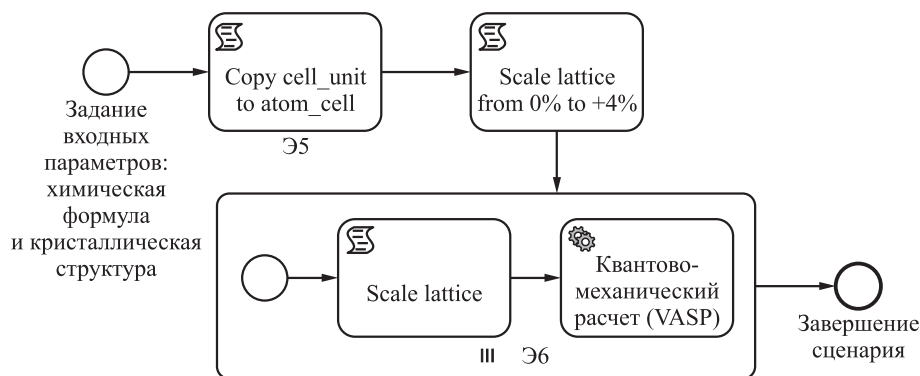 Задание
входных
параметров:
химическая
формула
и кристаллическая
структура
Copy cell_unit
to atom_cell
Э5
Scale lattice
from 0% to +4%
Scale lattice
Квантово-
механический
расчет (VASP)
Э6
Завершение
сценария